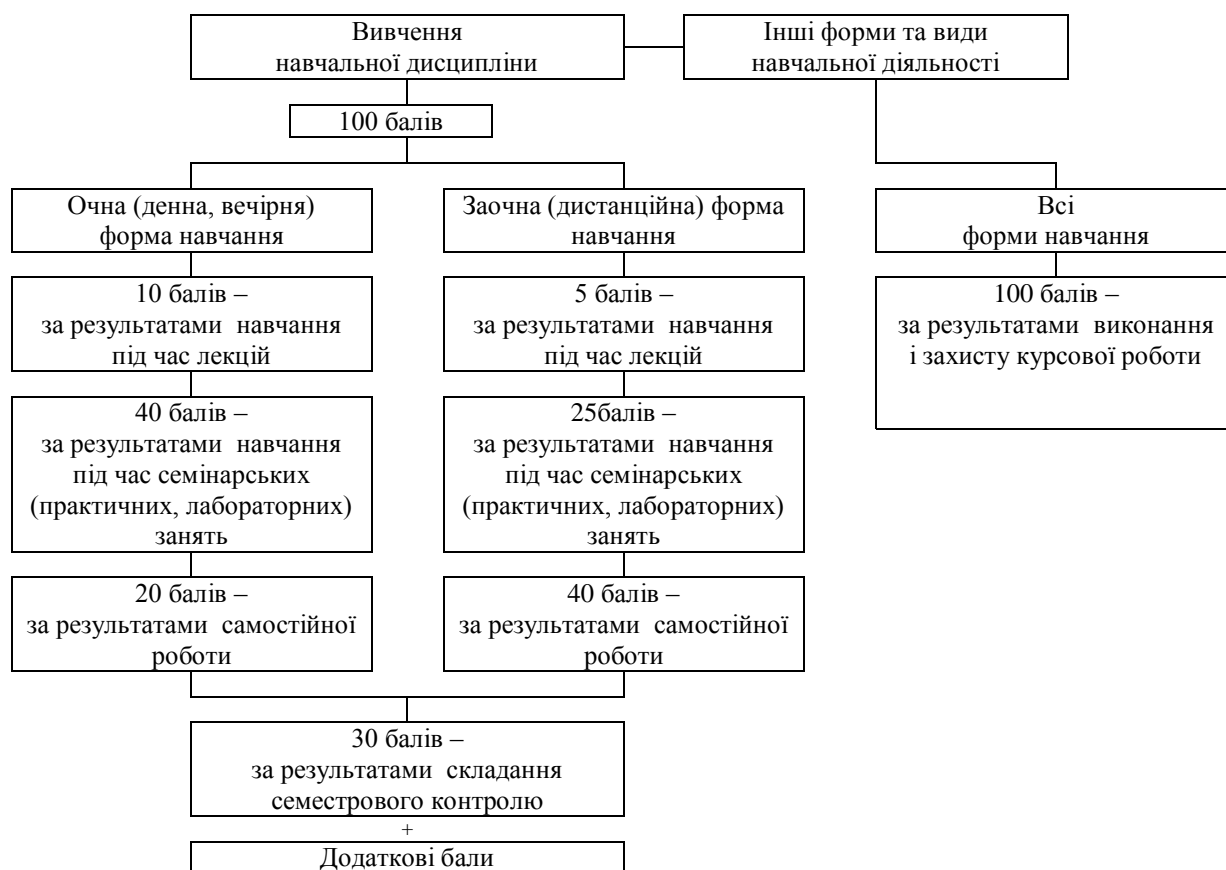 Вивчення
навчальної дисципліни
Інші форми та види
навчальної діяльності
100 балів
Очна (денна, вечірня)
форма навчання
Заочна (дистанційна) форма
навчання
Всі
форми навчання
10 балів –
за результатами навчання
під час лекцій
5 балів –
за результатами навчання
під час лекцій
100 балів –
за результатами виконання
і захисту курсової роботи
40 балів –
за результатами навчання
під час семінарських
(практичних, лабораторних)
занять
25балів –
за результатами навчання
під час семінарських
(практичних, лабораторних)
занять
20 балів –
за результатами самостійної
роботи
40 балів –
за результатами самостійної
роботи
30 балів –
за результатами складання
семестрового контролю
+
Додаткові бали